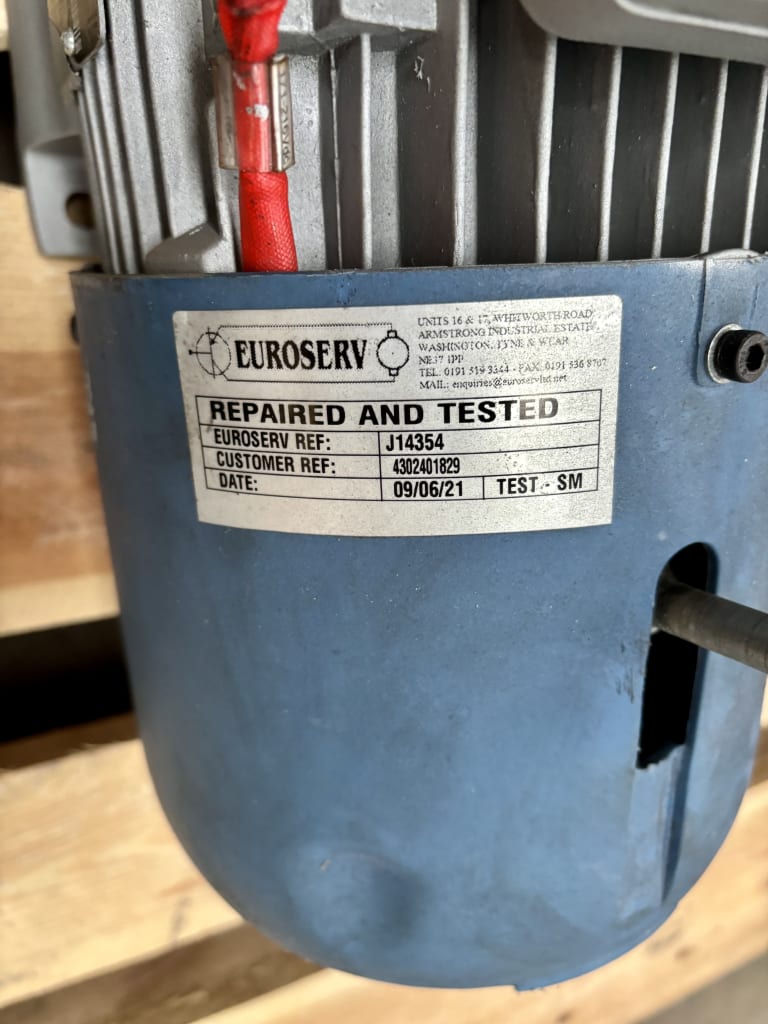 EUROSERV
UNITS 16 & 17, WHITWORTH ROAD
ARMSTRONG INDUSTRIAL ESTATE,
WASHINGTON, TYNE & WEAR
NE37 1PP
TEL. 0191 519 3344 - FAX. 0191 536 8707
MAIL: enquiries@euroservltd.net
REPAIRED AND TESTED
EUROSERV REF: J14354
CUSTOMER REF: 4302401829
DATE: 09/06/21 TEST - SM